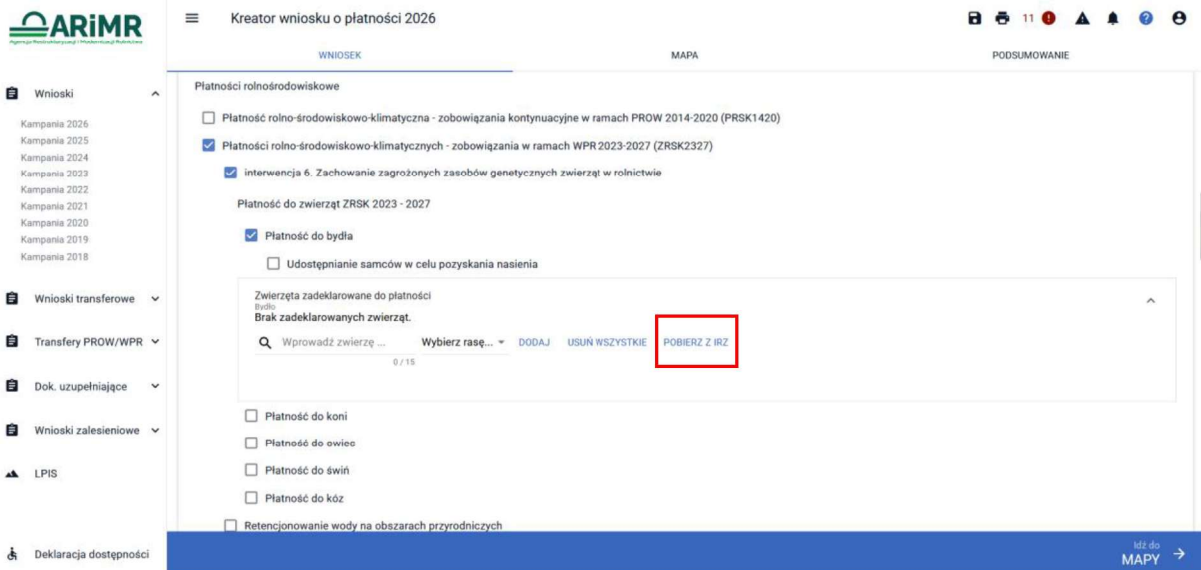 ARiMR
Agencja Restrukturyzacji i Modernizacji Rolnictwa
Kreator wniosku o płatności 2026
11
WNIOSEK
MAPA
PODSUMOWANIE
Wnioski
Kampania 2026
Kampania 2025
Kampania 2024
Kampania 2023
Kampania 2022
Kampania 2021
Kampania 2020
Kampania 2019
Kampania 2018
Wnioski transferowe
Transfery PROW/WPR
Dok. uzupełniające
Wnioski zalesieniowe
LPIS
Deklaracja dostępności
Płatności rolnośrodowiskowe
Płatność rolno-środowiskowo-klimatyczna - zobowiązania kontynuacyjne w ramach PROW 2014-2020 (PRSK1420)
Płatności rolno-środowiskowo-klimatycznych - zobowiązania w ramach WPR 2023-2027 (ZRSK2327)
interwencja 6. Zachowanie zagrożonych zasobów genetycznych zwierząt w rolnictwie
Płatność do zwierząt ZRSK 2023 - 2027
Płatność do bydła
Udostępnianie samców w celu pozyskania nasienia
Zwierzęta zadeklarowane do płatności
Bydło
Brak zadeklarowanych zwierząt.
Wprowadź zwierzę ... Wybierz rasę... DODAJ USUŃ WSZYSTKIE POBIERZ Z IRZ
0 / 15
Płatność do koni
Płatność do owiec
Płatność do świń
Płatność do kóz
Retencjonowanie wody na obszarach przyrodniczych
Idź do
MAPY